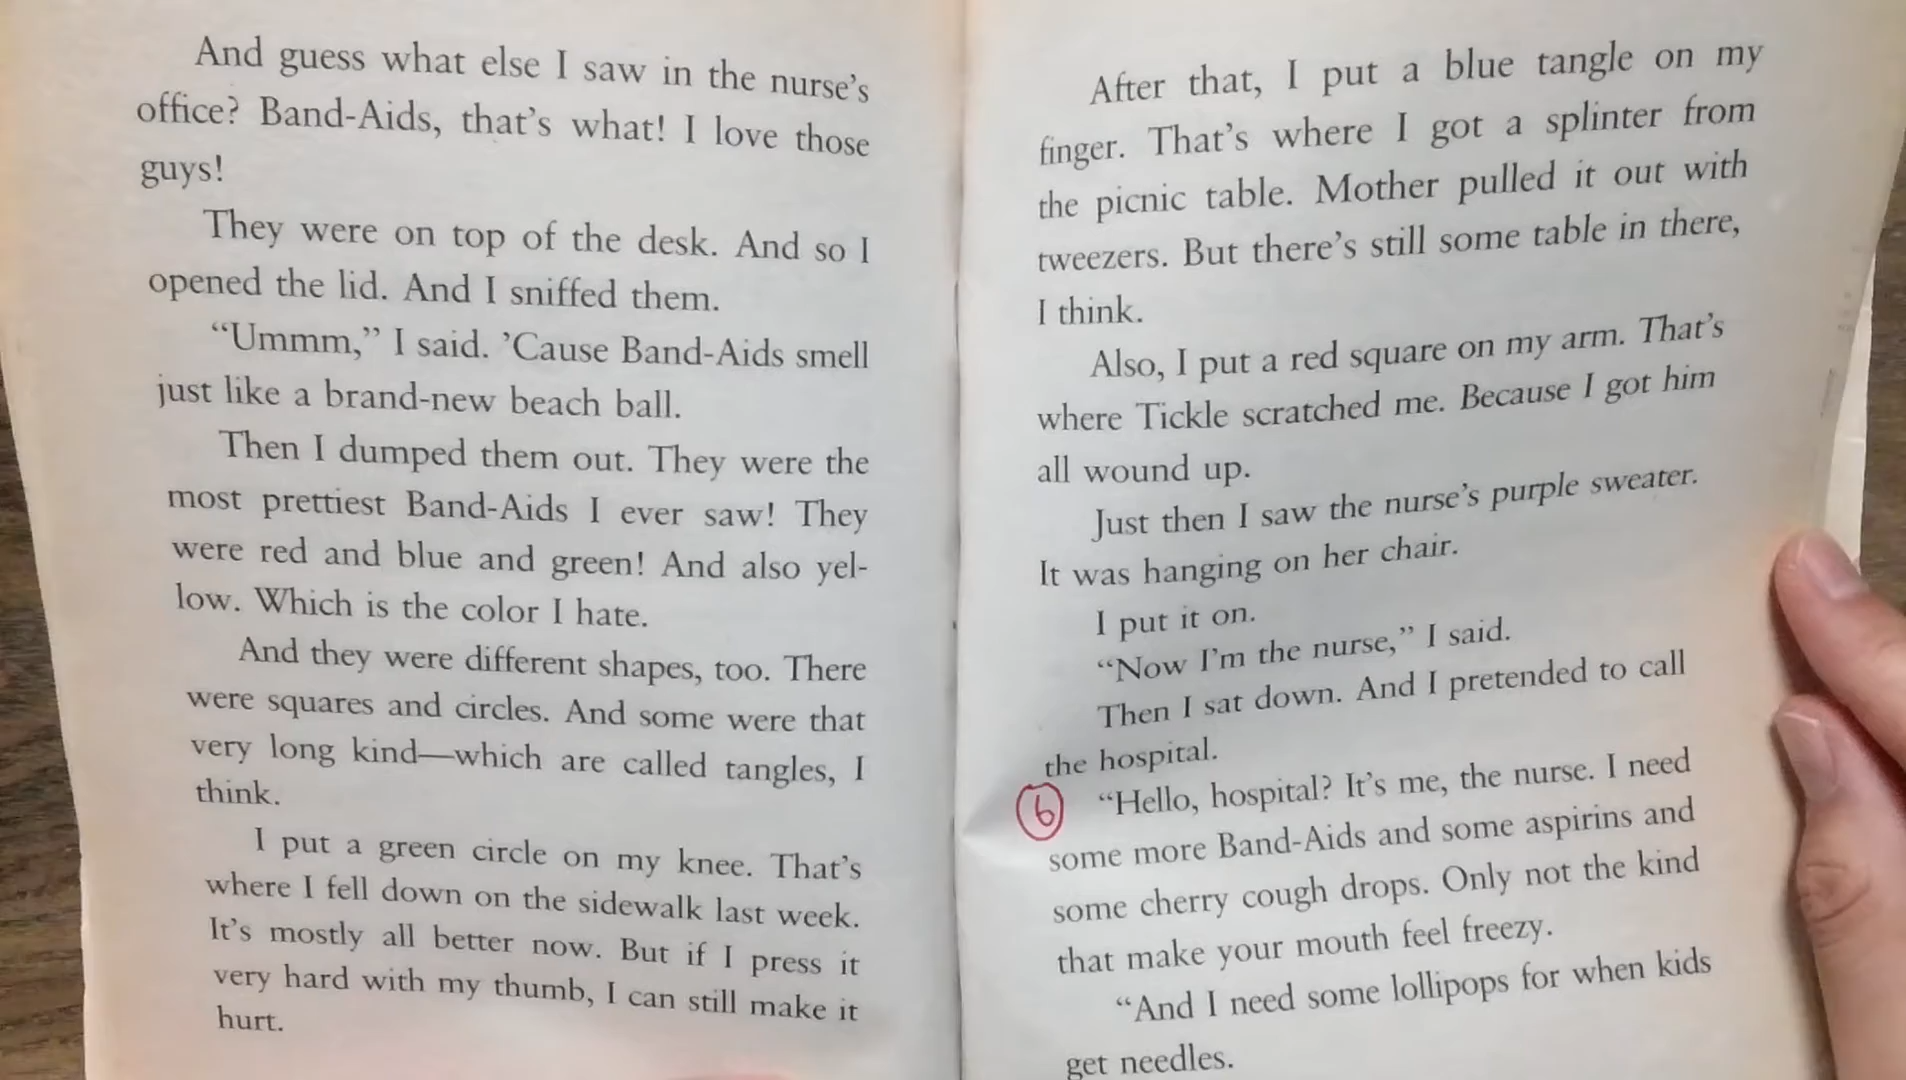 And guess what else I saw in the nurse's
office? Band-Aids, that's what! I love those
guys!
They were on top of the desk. And so I
opened the lid. And I sniffed them.
“Ummm,” I said. ’Cause Band-Aids smell
just like a brand-new beach ball.
Then I dumped them out. They were the
most prettiest Band-Aids I ever saw! They
were red and blue and green! And also yel-
low. Which is the color I hate.
And they were different shapes, too. There
were squares and circles. And some were that
very long kind—which are called tangles, I
think.
I put a green circle on my knee. That's
where I fell down on the sidewalk last week.
It's mostly all better now. But if I press it
very hard with my thumb, I can still make it
hurt.
After that, I put a blue tangle on my
finger. That's where I got a splinter from
the picnic table. Mother pulled it out with
tweezers. But there's still some table in there,
I think.
Also, I put a red square on my arm. That's
where Tickle scratched me. Because I got him
all wound up.
Just then I saw the nurse's purple sweater.
It was hanging on her chair.
I put it on.
“Now I'm the nurse,” I said.
Then I sat down. And I pretended to call
the hospital.
6 “Hello, hospital? It's me, the nurse. I need
some more Band-Aids and some aspirins and
some cherry cough drops. Only not the kind
that make your mouth feel freezy.
“And I need some lollipops for when kids
get needles.